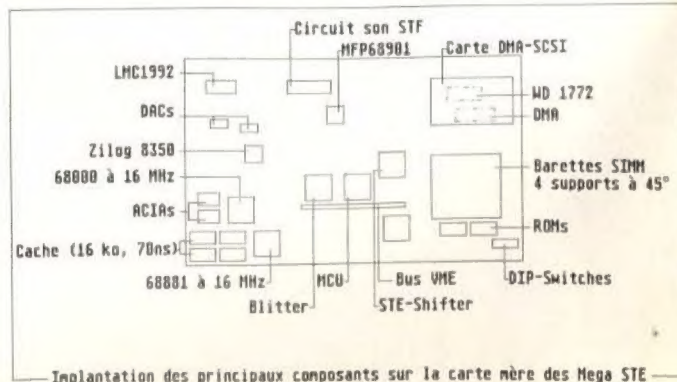 Circuit son STF
MFP68901
Carte DMA-SCSI
LMC1992
WD 1772
DACs
DMA
Zilog 8350
Barettes SIMM
4 supports à 45°
68000 à 16 MHz
ACIAs
ROMs
Cache (16 ko, 70ns)
DIP-Switches
68881 à 16 MHz
MCU
Bus VME
Blitter
STE-Shifter
Implantation des principaux composants sur la carte mère des Mega STE